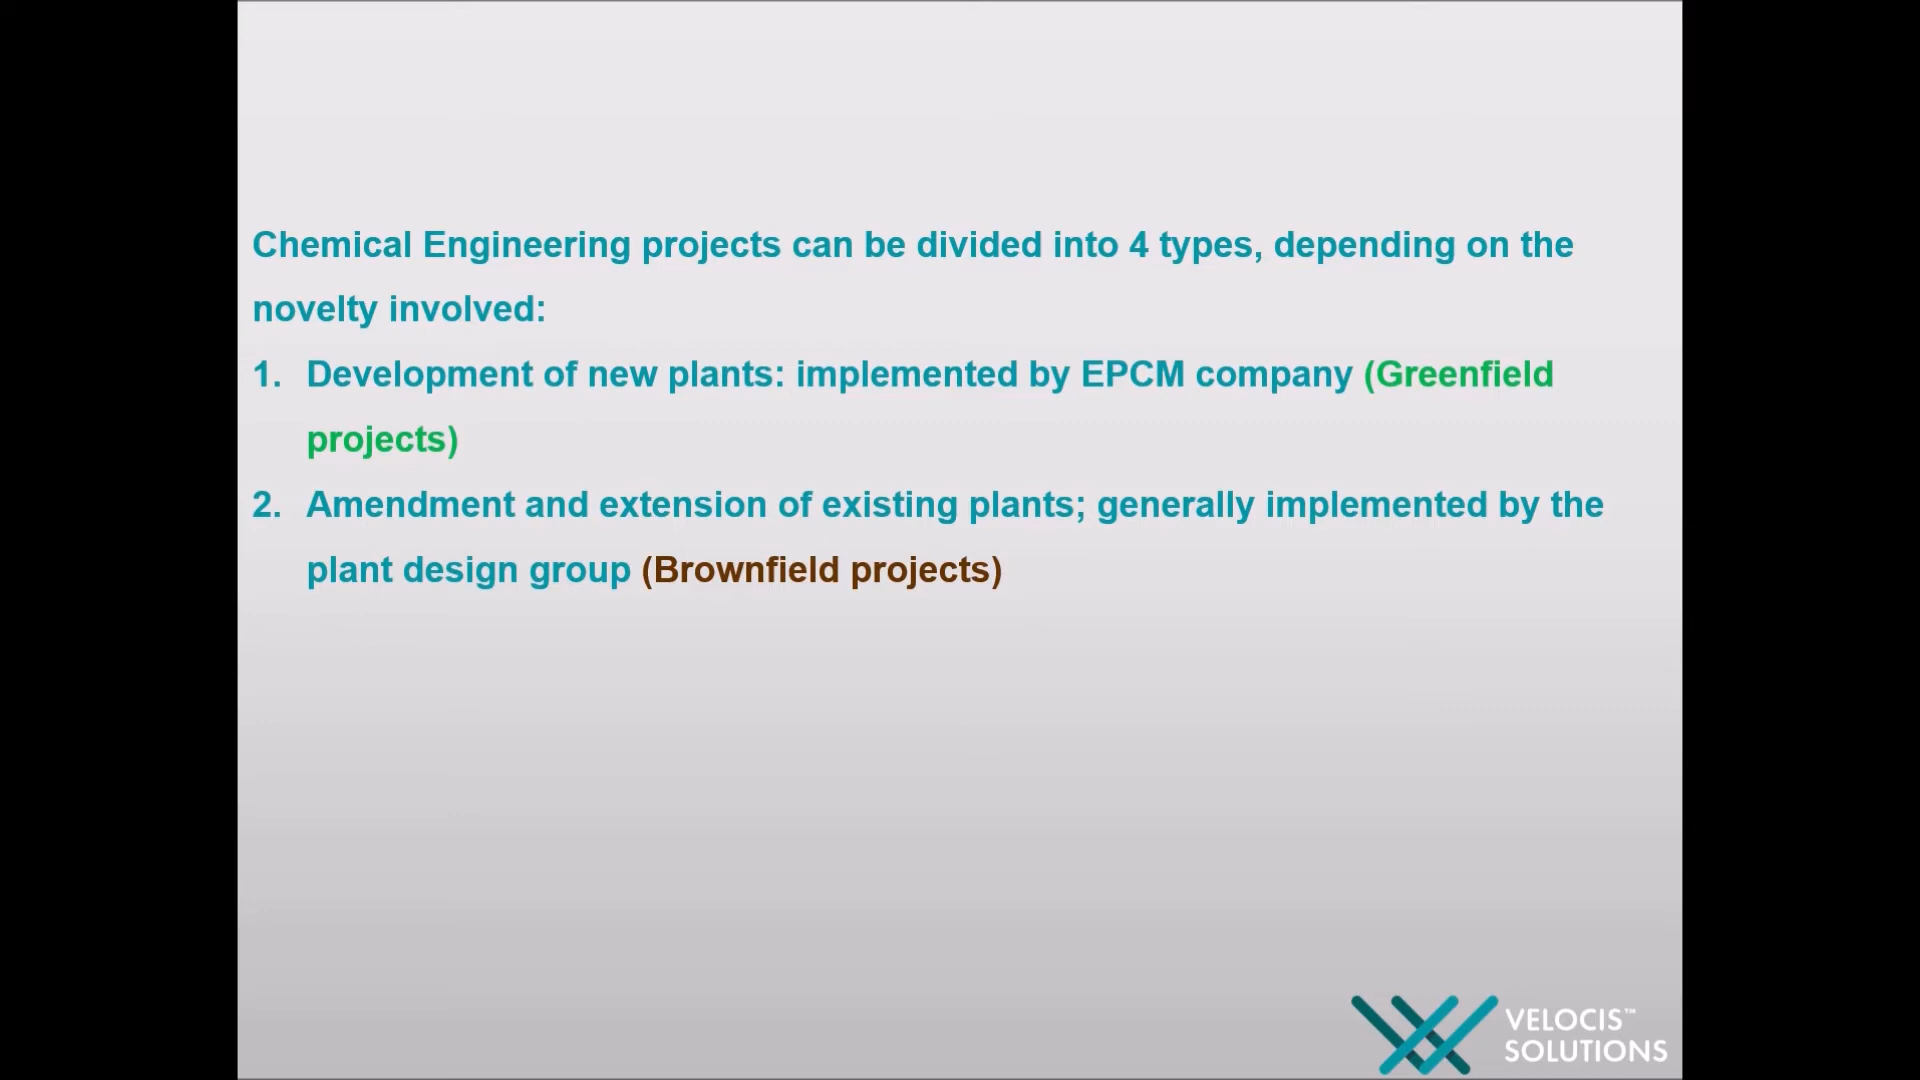 Chemical Engineering projects can be divided into 4 types, depending on the
novelty involved:
1. Development of new plants: implemented by EPCM company (Greenfield
projects)
2. Amendment and extension of existing plants; generally implemented by the
plant design group (Brownfield projects)
VELOCIS™
SOLUTIONS